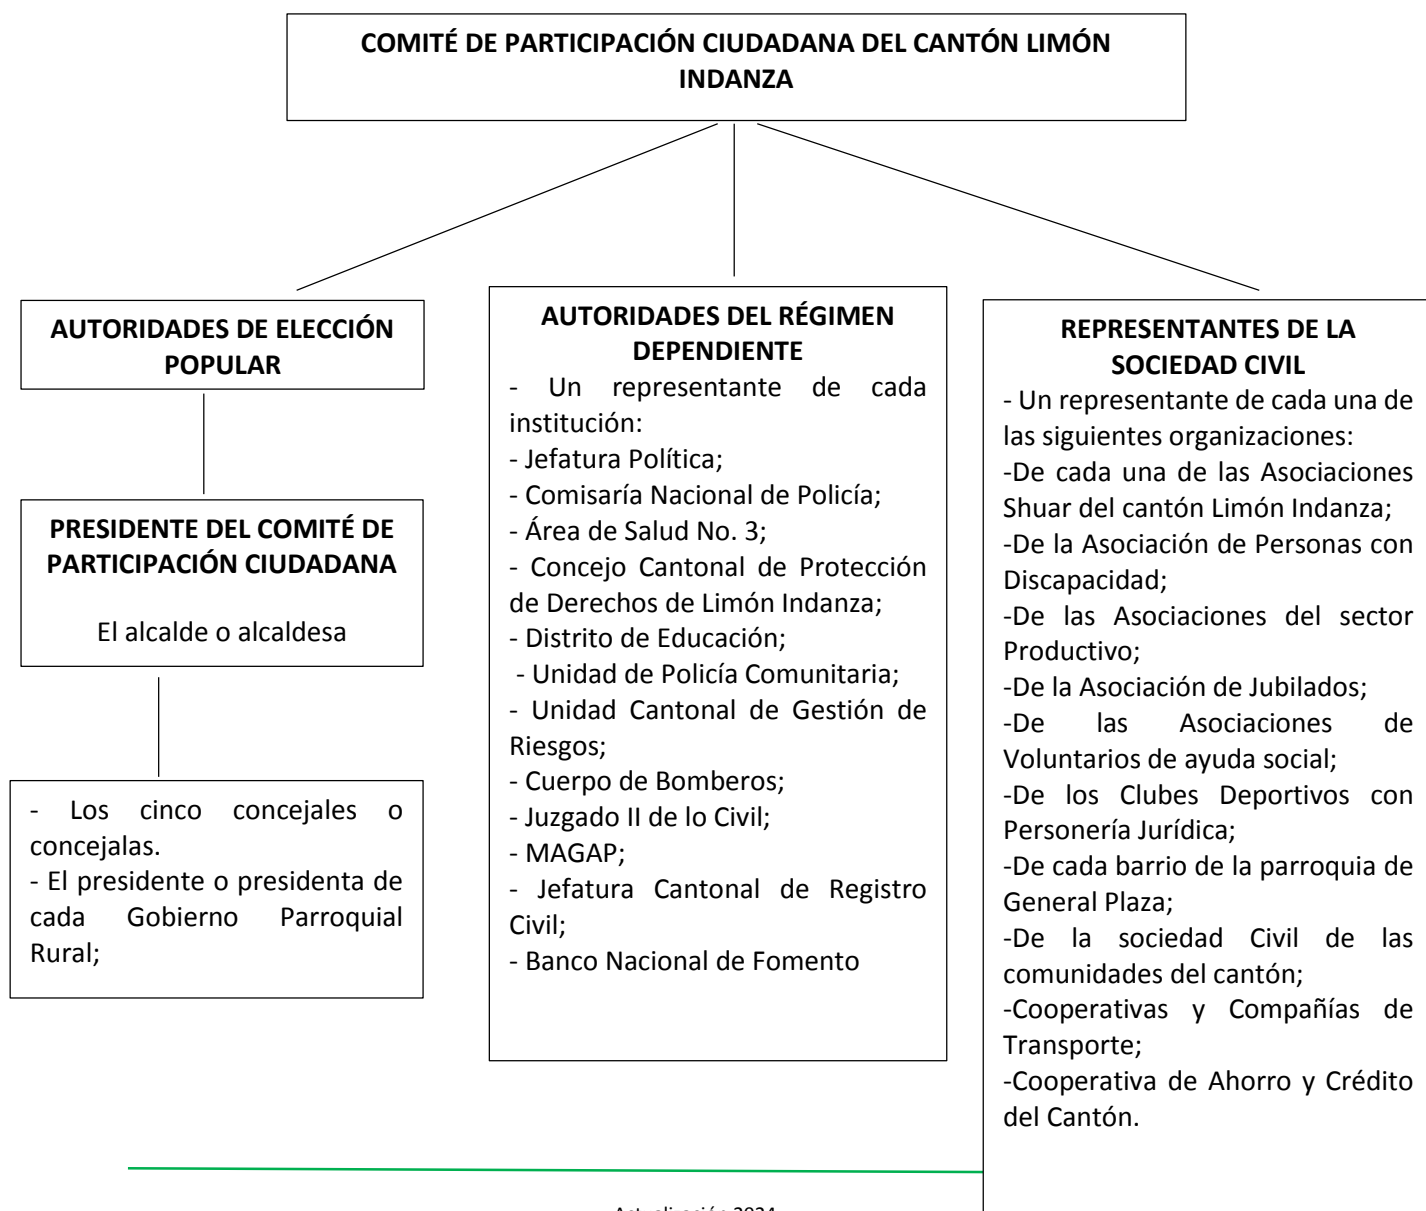 COMITÉ DE PARTICIPACIÓN CIUDADANA DEL CANTÓN LIMÓN
INDANZA
AUTORIDADES DE ELECCIÓN
POPULAR
PRESIDENTE DEL COMITÉ DE
PARTICIPACIÓN CIUDADANA
El alcalde o alcaldesa
- Los cinco concejales o
concejalas.
- El presidente o presidenta de
cada Gobierno Parroquial
Rural;
AUTORIDADES DEL RÉGIMEN
DEPENDIENTE
- Un representante de cada
institución:
- Jefatura Política;
- Comisaría Nacional de Policía;
- Área de Salud No. 3;
- Concejo Cantonal de Protección
de Derechos de Limón Indanza;
- Distrito de Educación;
- Unidad de Policía Comunitaria;
- Unidad Cantonal de Gestión de
Riesgos;
- Cuerpo de Bomberos;
- Juzgado II de lo Civil;
- MAGAP;
- Jefatura Cantonal de Registro
Civil;
- Banco Nacional de Fomento
REPRESENTANTES DE LA
SOCIEDAD CIVIL
- Un representante de cada una de
las siguientes organizaciones:
-De cada una de las Asociaciones
Shuar del cantón Limón Indanza;
-De la Asociación de Personas con
Discapacidad;
-De las Asociaciones del sector
Productivo;
-De la Asociación de Jubilados;
-De las Asociaciones de
Voluntarios de ayuda social;
-De los Clubes Deportivos con
Personería Jurídica;
-De cada barrio de la parroquia de
General Plaza;
-De la sociedad Civil de las
comunidades del cantón;
-Cooperativas y Compañías de
Transporte;
-Cooperativa de Ahorro y Crédito
del Cantón.
Actualización 2024